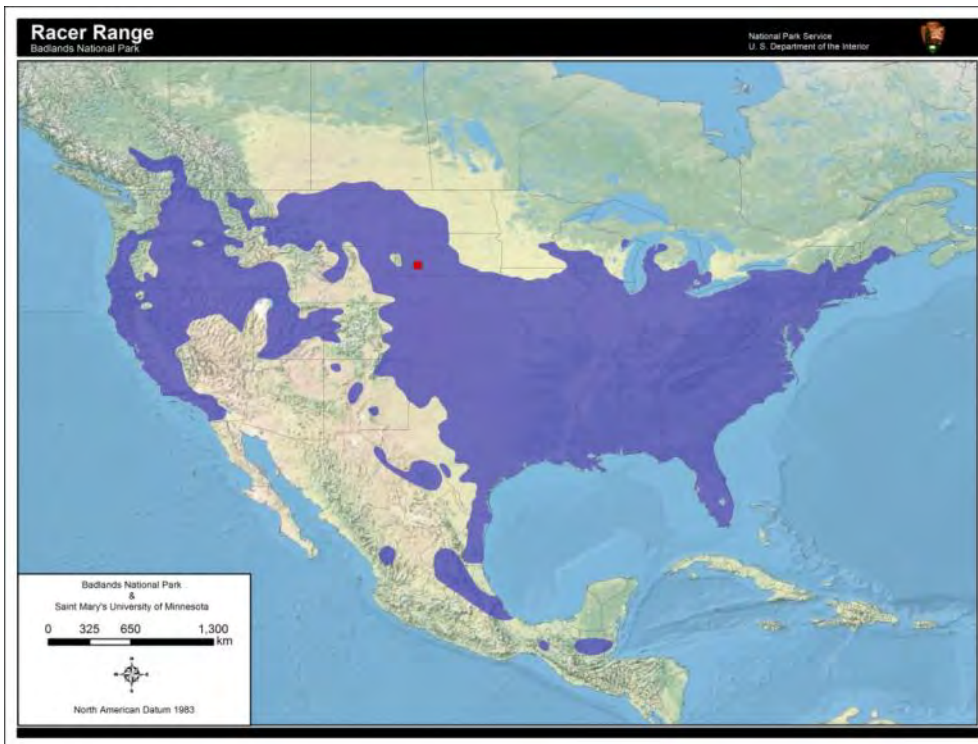 Racer Range
Badlands National Park
National Park Service
U. S. Department of the Interior
Badlands National Park
&
Saint Mary's University of Minnesota
0 325 650 1,300
km
North American Datum 1983